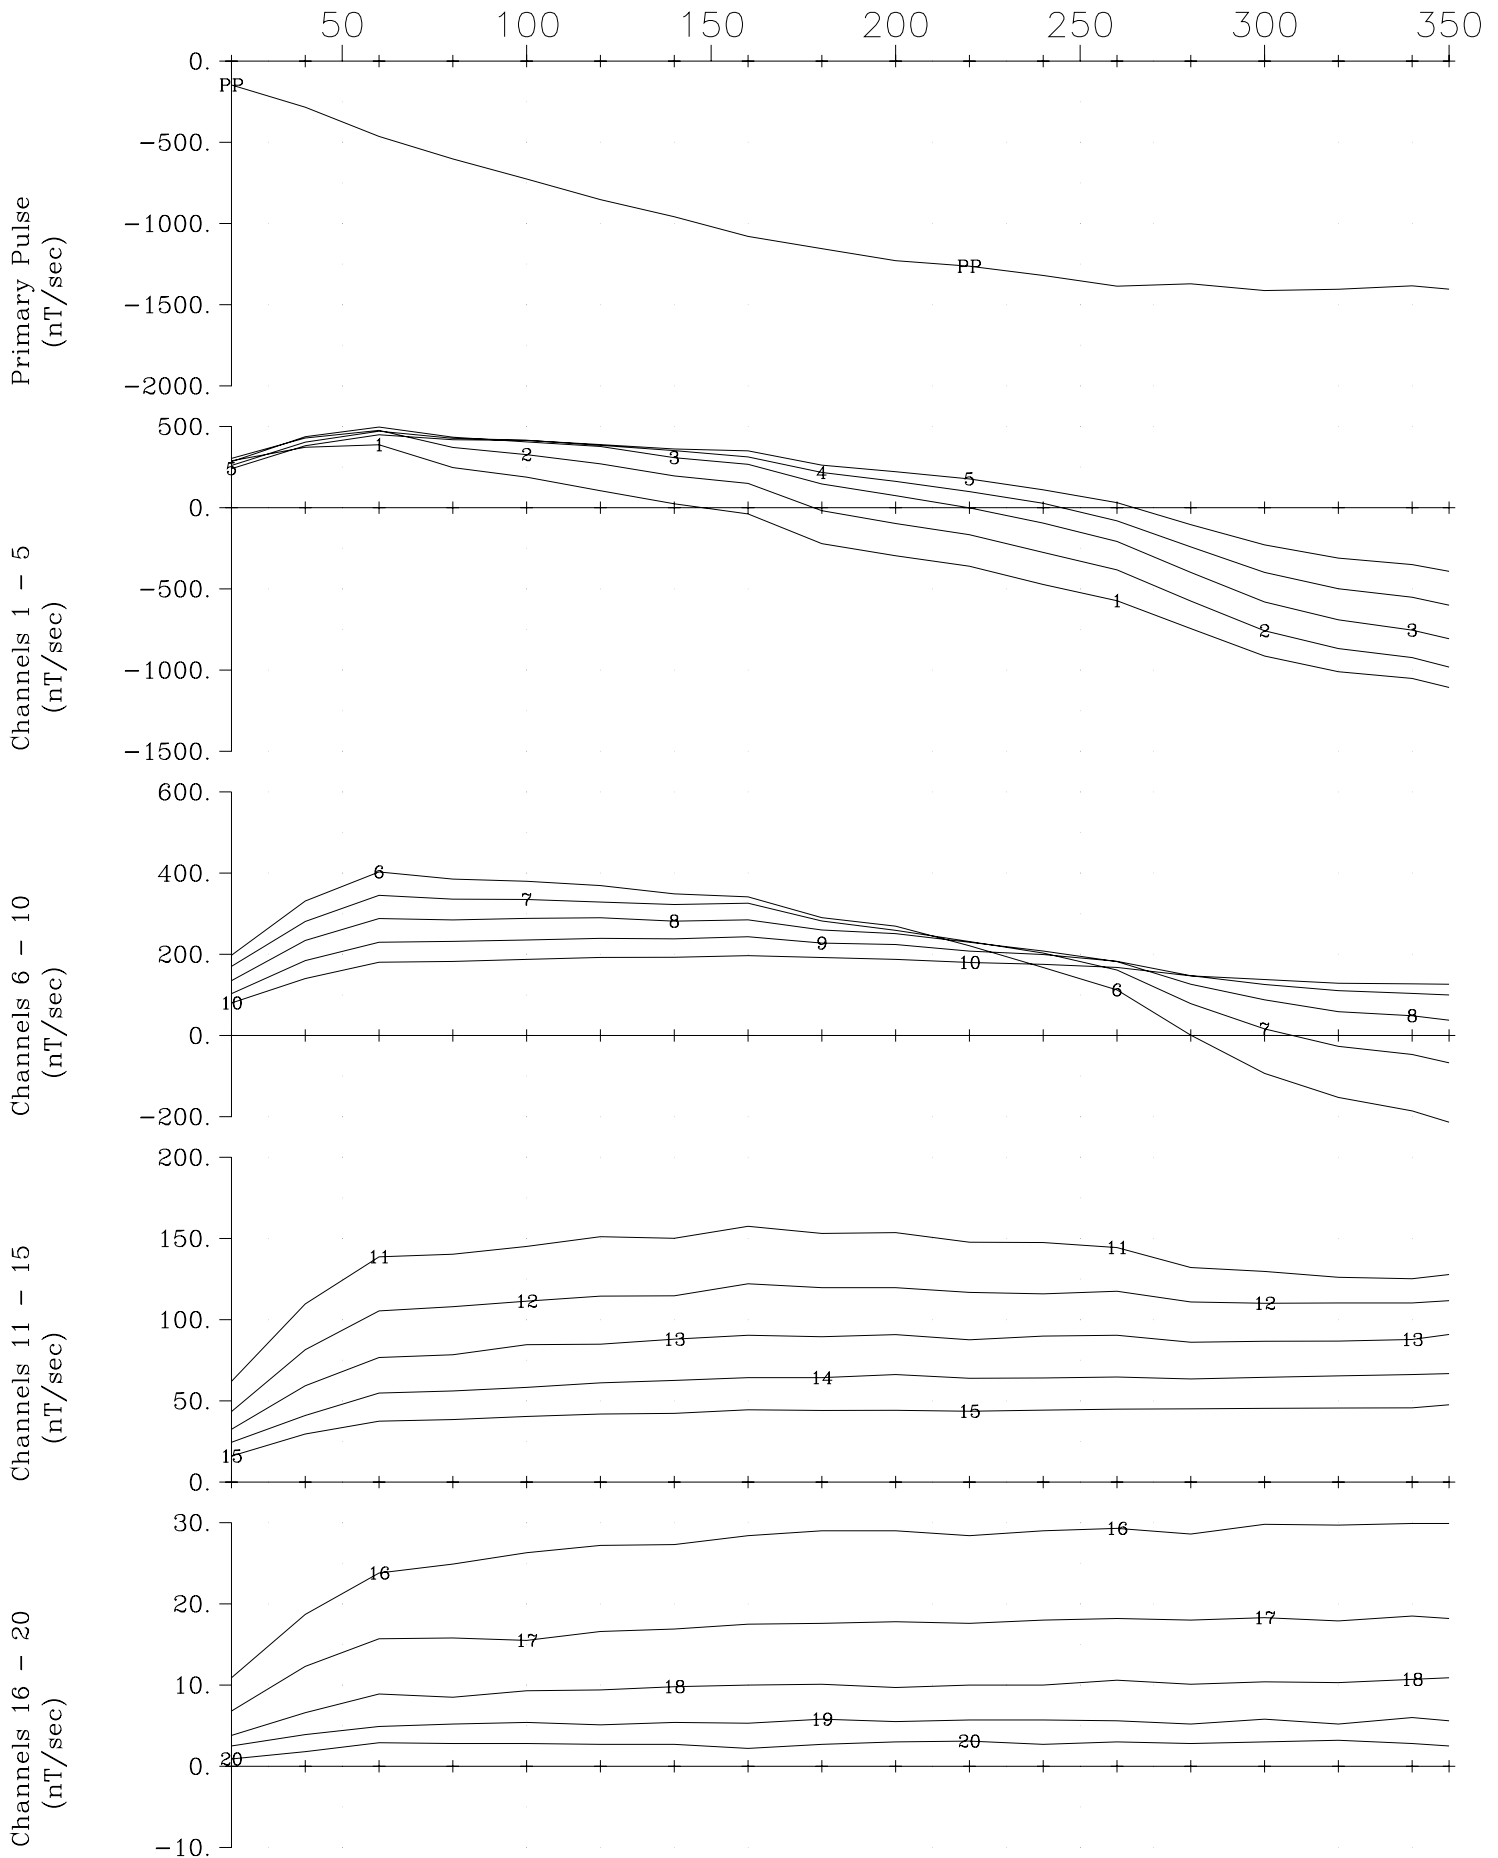 50 100 150 200 250 300 350
0.
PP
-500.
-1000.
PP
-1500.
-2000.
Primary Pulse
(nT/sec)
500.
1 2 3 4 5
5
0.
-500.
1 2 3
-1000.
-1500.
Channels 1 - 5
(nT/sec)
600.
400.
6 7 8 9 10
200.
10
6 7 8
0.
-200.
Channels 6 - 10
(nT/sec)
200.
150.
11 11
12 12
100.
13 13
14
50.
15 15
0.
Channels 11 - 15
(nT/sec)
30.
16 16
20.
17 17
10.
18 18
19
20 20
0.
-10.
Channels 16 - 20
(nT/sec)